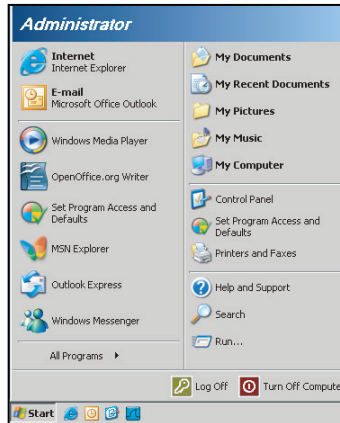 Administrator
Internet
Internet Explorer
E-mail
Microsoft Office Outlook
Windows Media Player
OpenOffice.org Writer
Set Program Access and
Defaults
MSN Explorer
Outlook Express
Windows Messenger
All Programs
My Documents
My Recent Documents
My Pictures
My Music
My Computer
Control Panel
Set Program Access and
Defaults
Printers and Faxes
Help and Support
Search
Run...
Log Off Turn Off Compute
Start